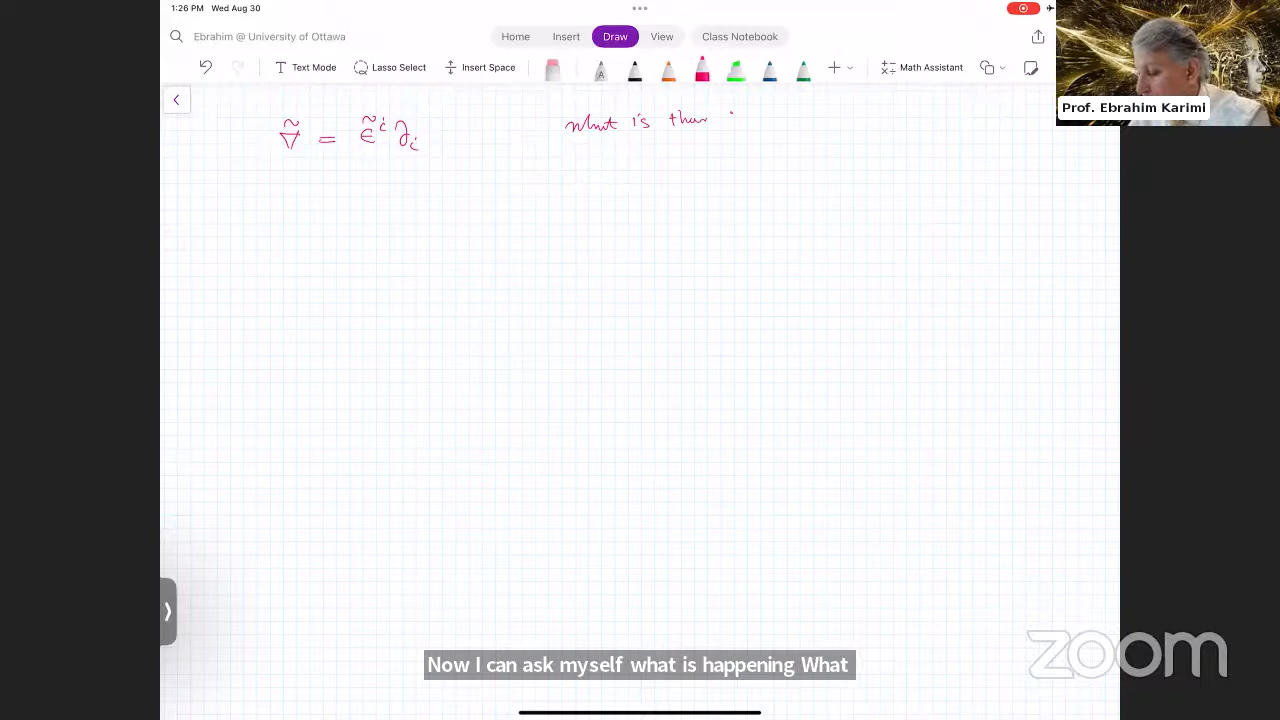 1:26 PM Wed Aug 30
Ebrahim @ University of Ottawa
Home Insert Draw View Class Notebook
Text Mode Lasso Select Insert Space A Math Assistant
Prof. Ebrahim Karimi
what is
∇̃ =
Now I can ask myself what is happening What
zoom